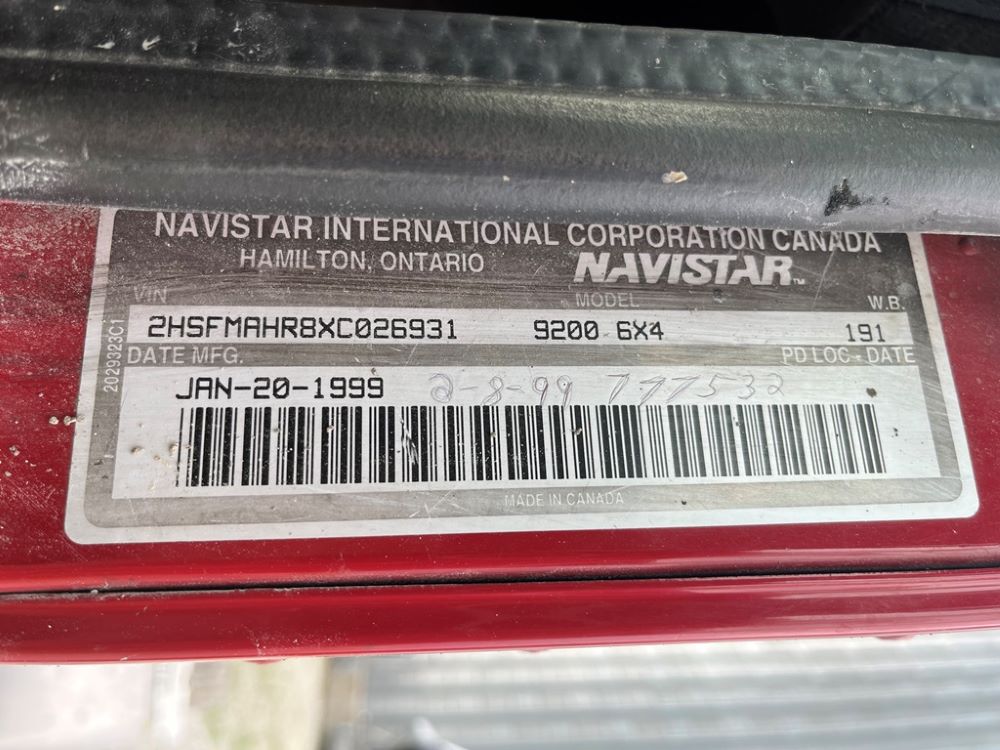 NAVISTAR INTERNATIONAL CORPORATION CANADA
HAMILTON, ONTARIO NAVISTAR™
VIN MODEL W.B.
2HSFMAHR8XC026931 9200 6X4 191
DATE MFG. PD LOC - DATE
JAN-20-1999 2-8-99 777532
MADE IN CANADA
2029323C1